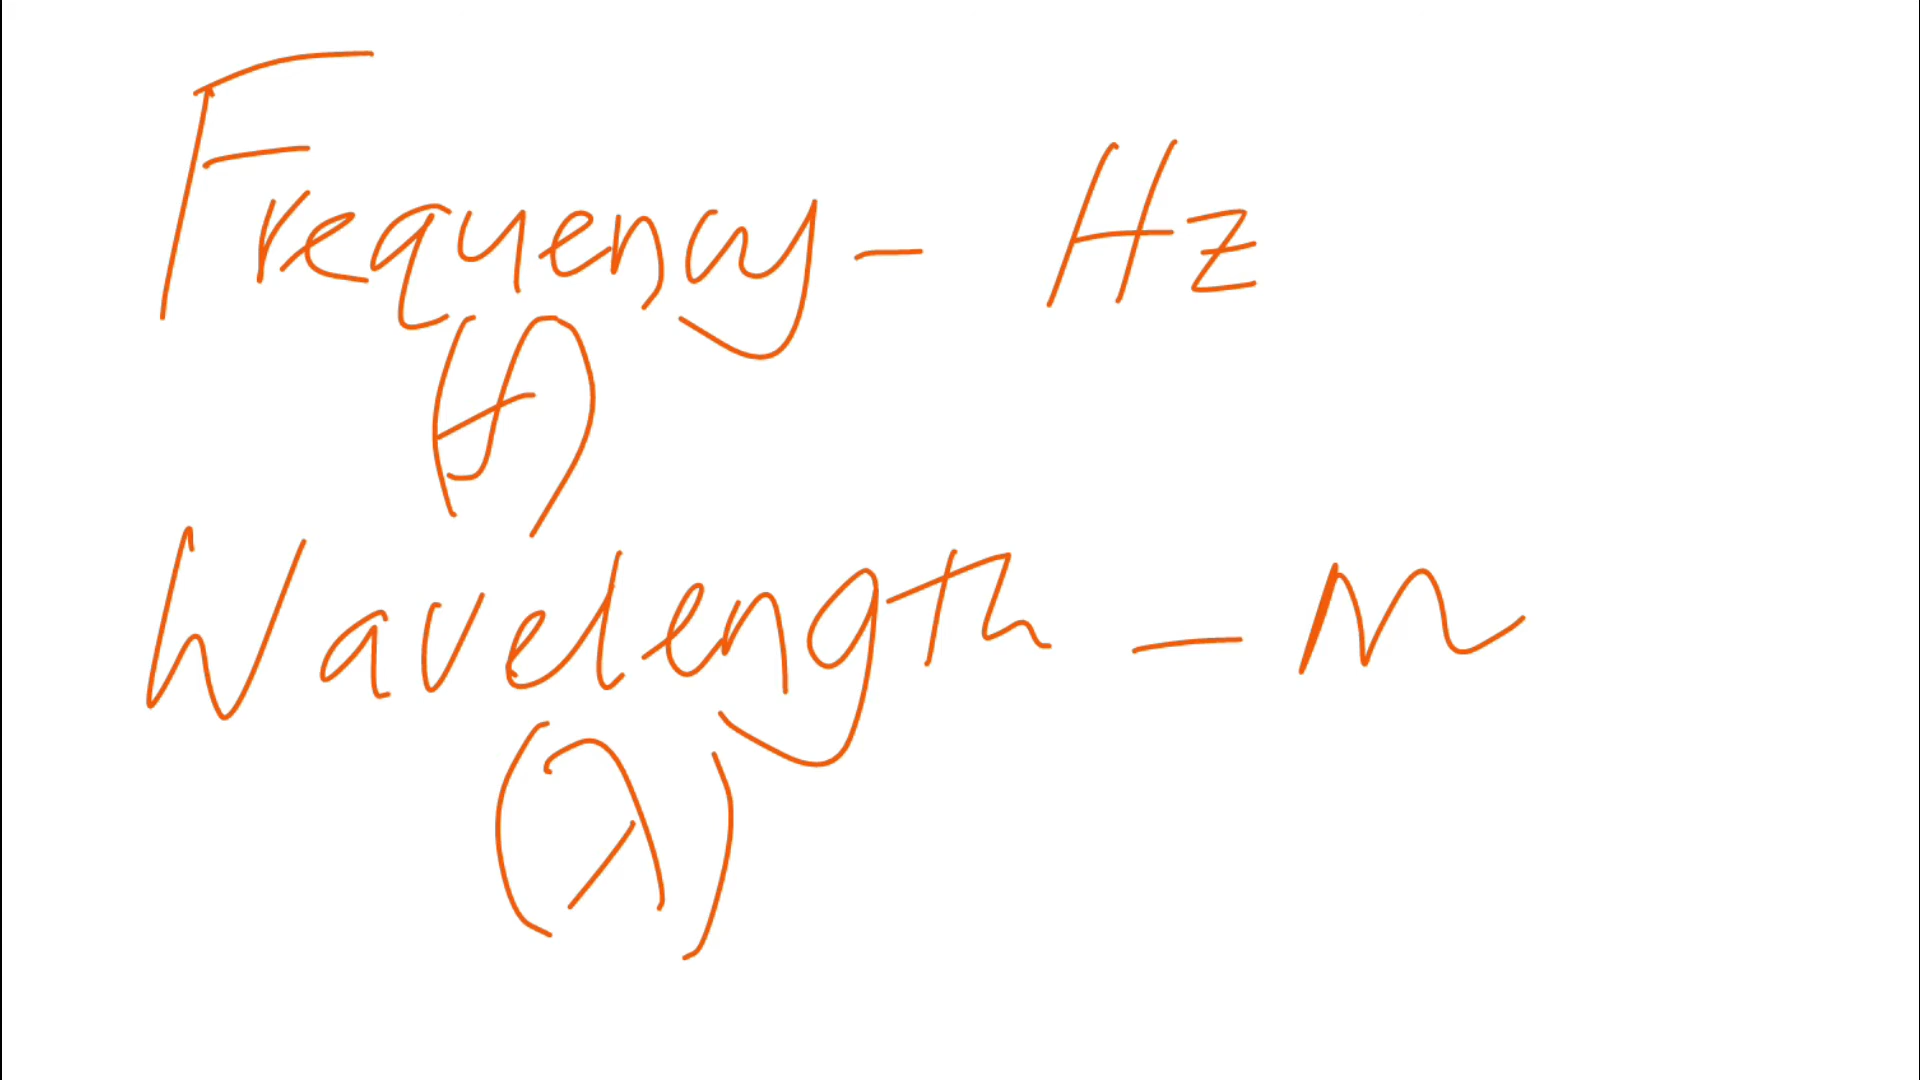 Frequency - Hz
(f)
Wavelength - m
(λ)